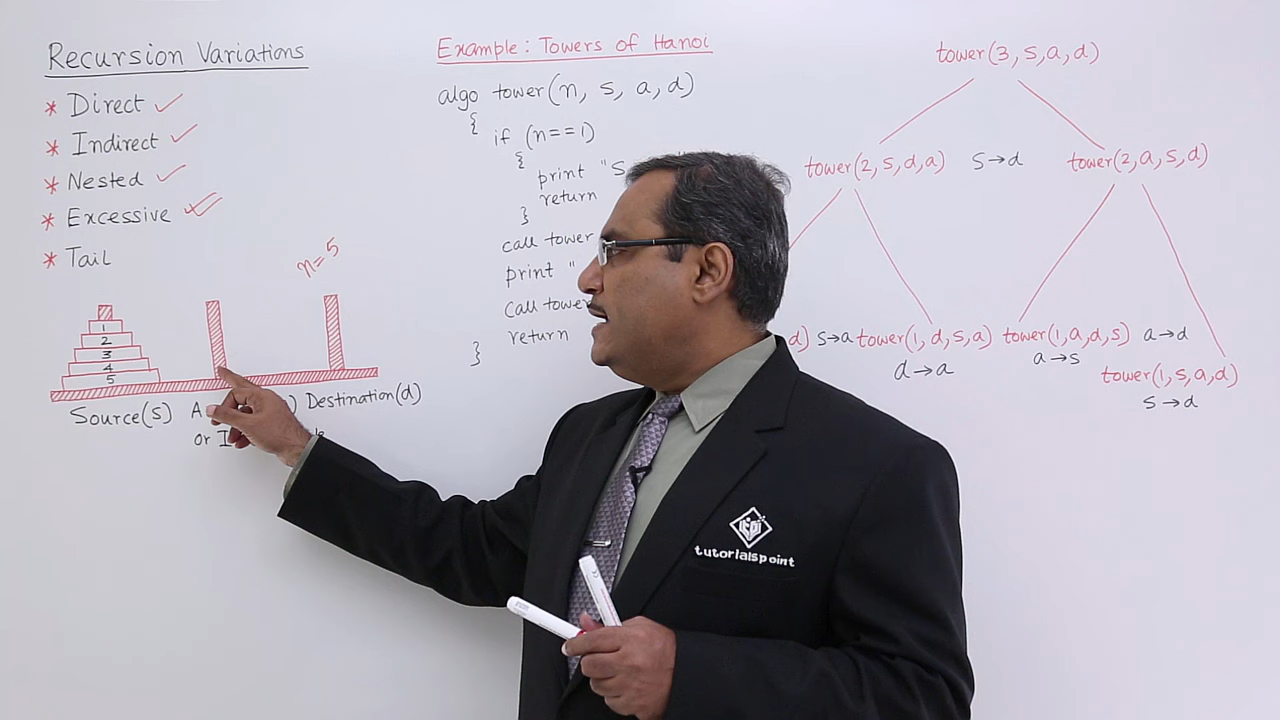 Recursion Variations
* Direct ✓
* Indirect ✓
* Nested ✓
* Excessive ✓
* Tail
n=5
1
2
3
4
5
Source(s)
Destination(d)
or
Example: Towers of Hanoi
algo tower(n, s, a, d)
{
if (n==1)
{
print "S
return
}
call tower
print "
call tower
return
}
tower(3, s, a, d)
tower(2, s, d, a) S→d tower(2, a, s, d)
d) s→a tower(1, d, s, a) tower(1, a, d, s) a→d
d→a a→s
tower(1, s, a, d)
s→d
tutorialspoint